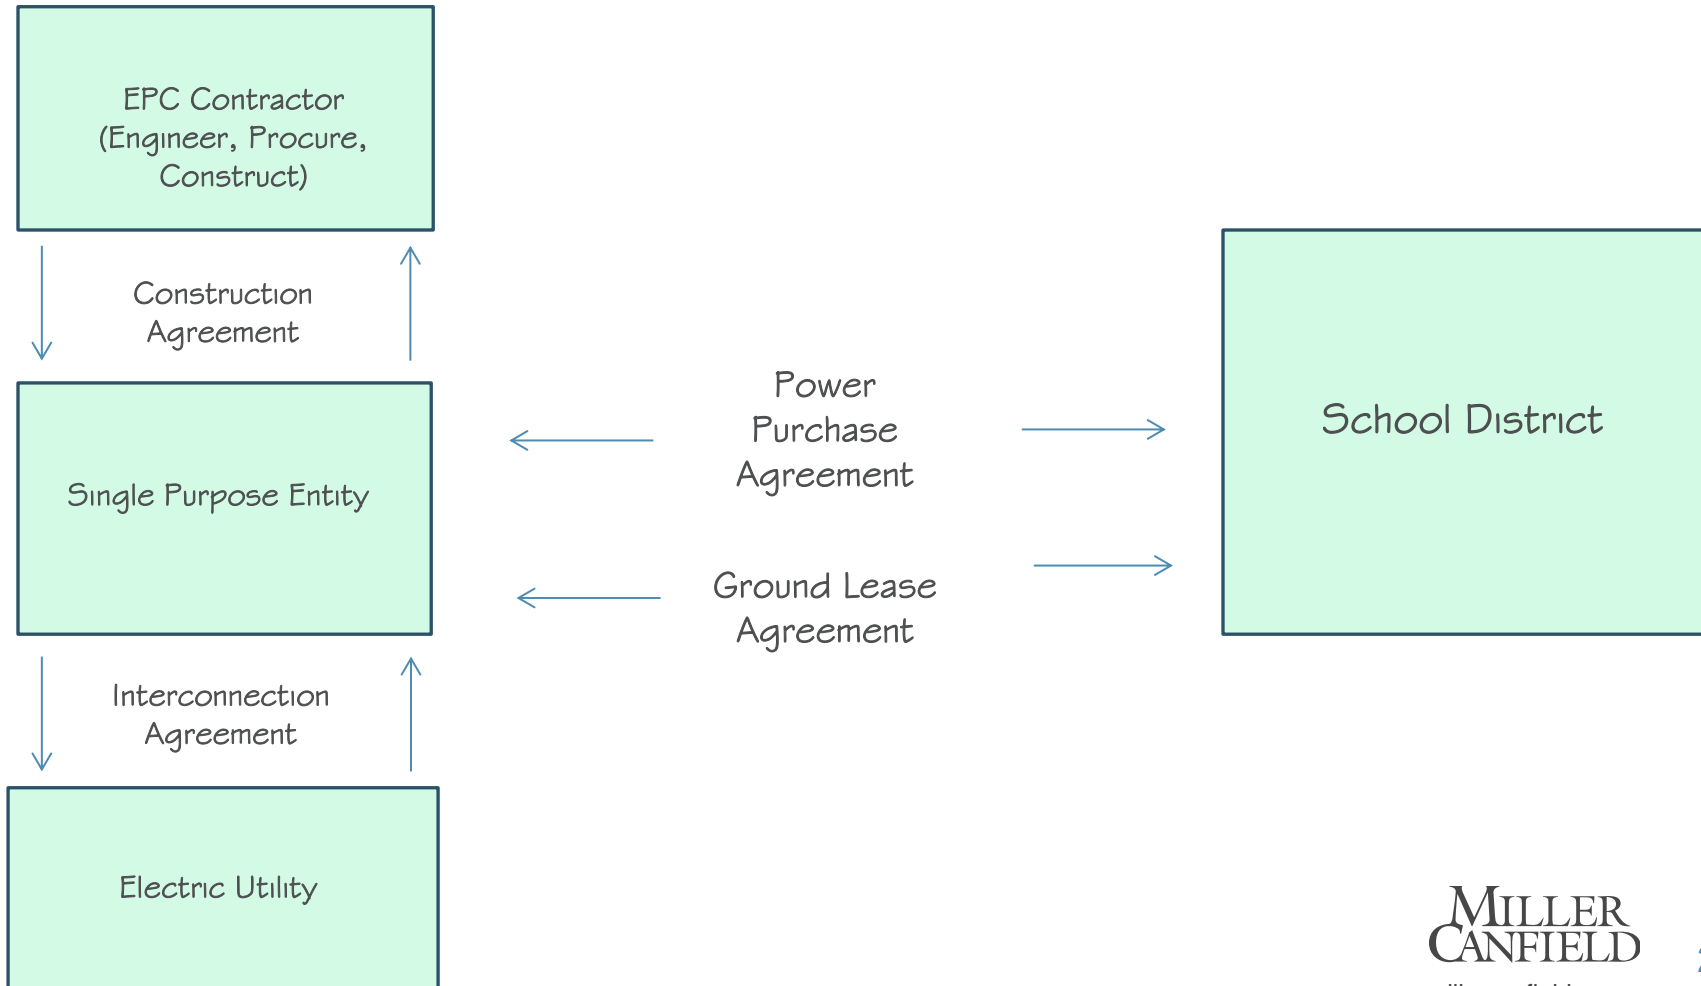 EPC Contractor
(Engineer, Procure,
Construct)
Construction
Agreement
Single Purpose Entity
Power
Purchase
Agreement
School District
Ground Lease
Agreement
Interconnection
Agreement
Electric Utility
MILLER
CANFIELD